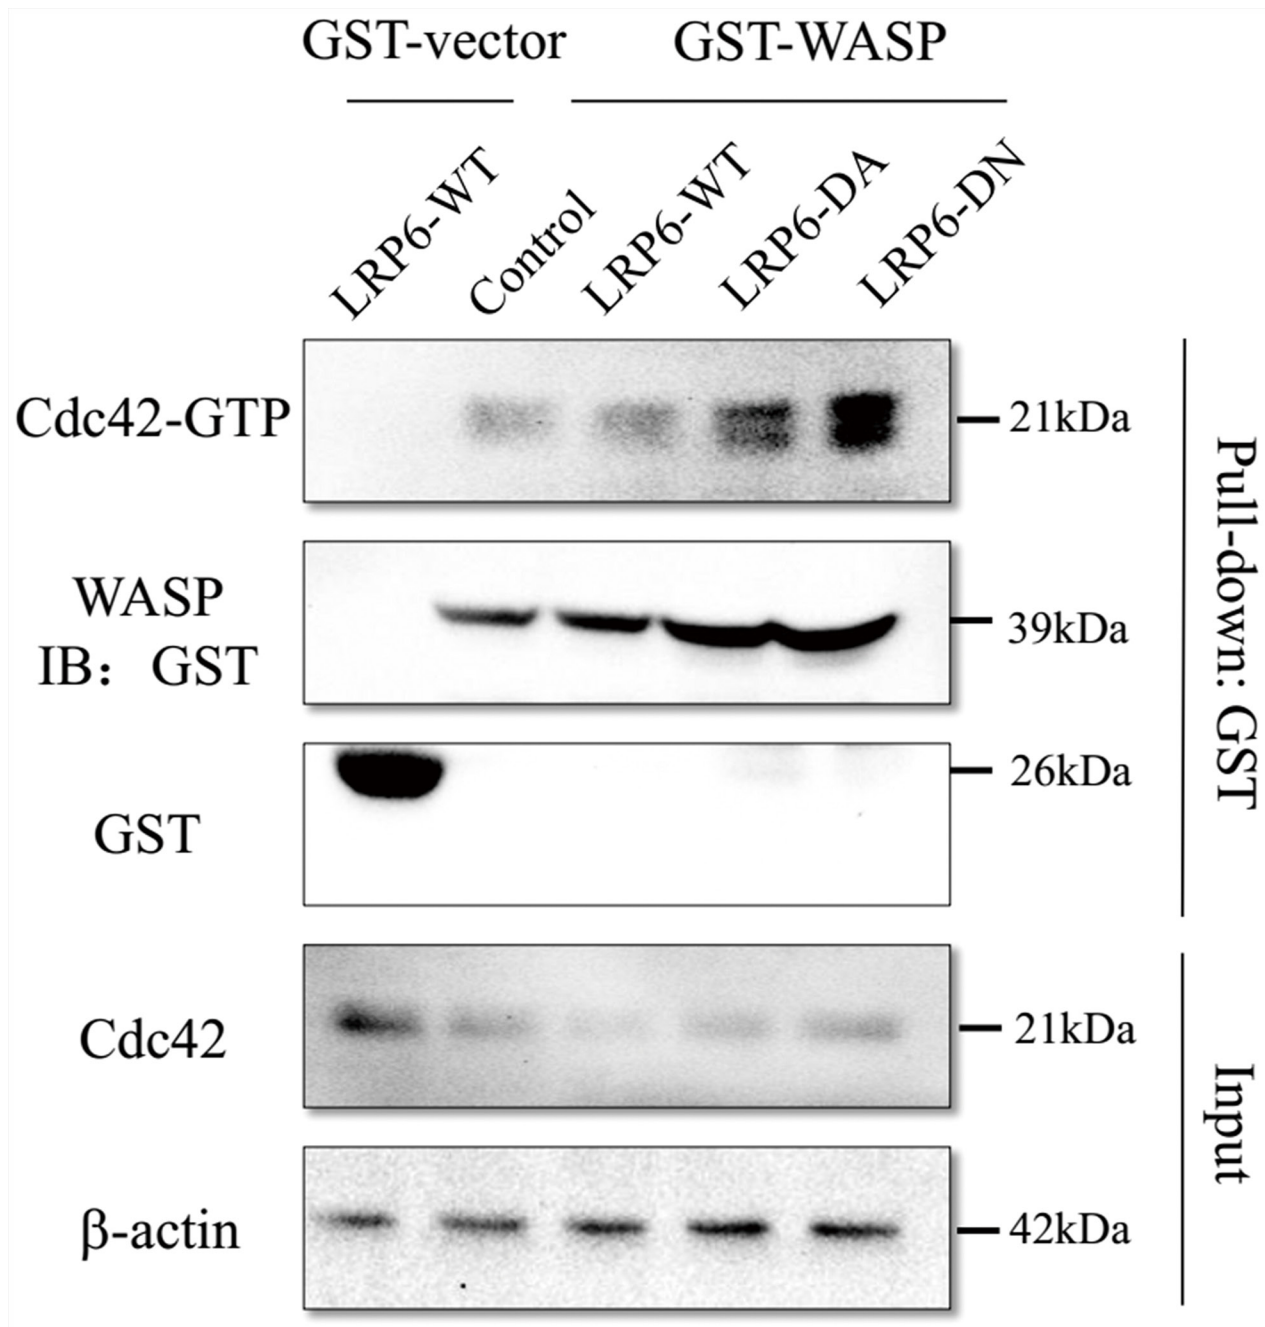 GST-vector GST-WASP
LRP6-WT Control LRP6-WT LRP6-DA LRP6-DN
Cdc42-GTP 21kDa
WASP
IB: GST 39kDa
GST 26kDa
Pull-down: GST
Cdc42 21kDa
β-actin 42kDa
Input